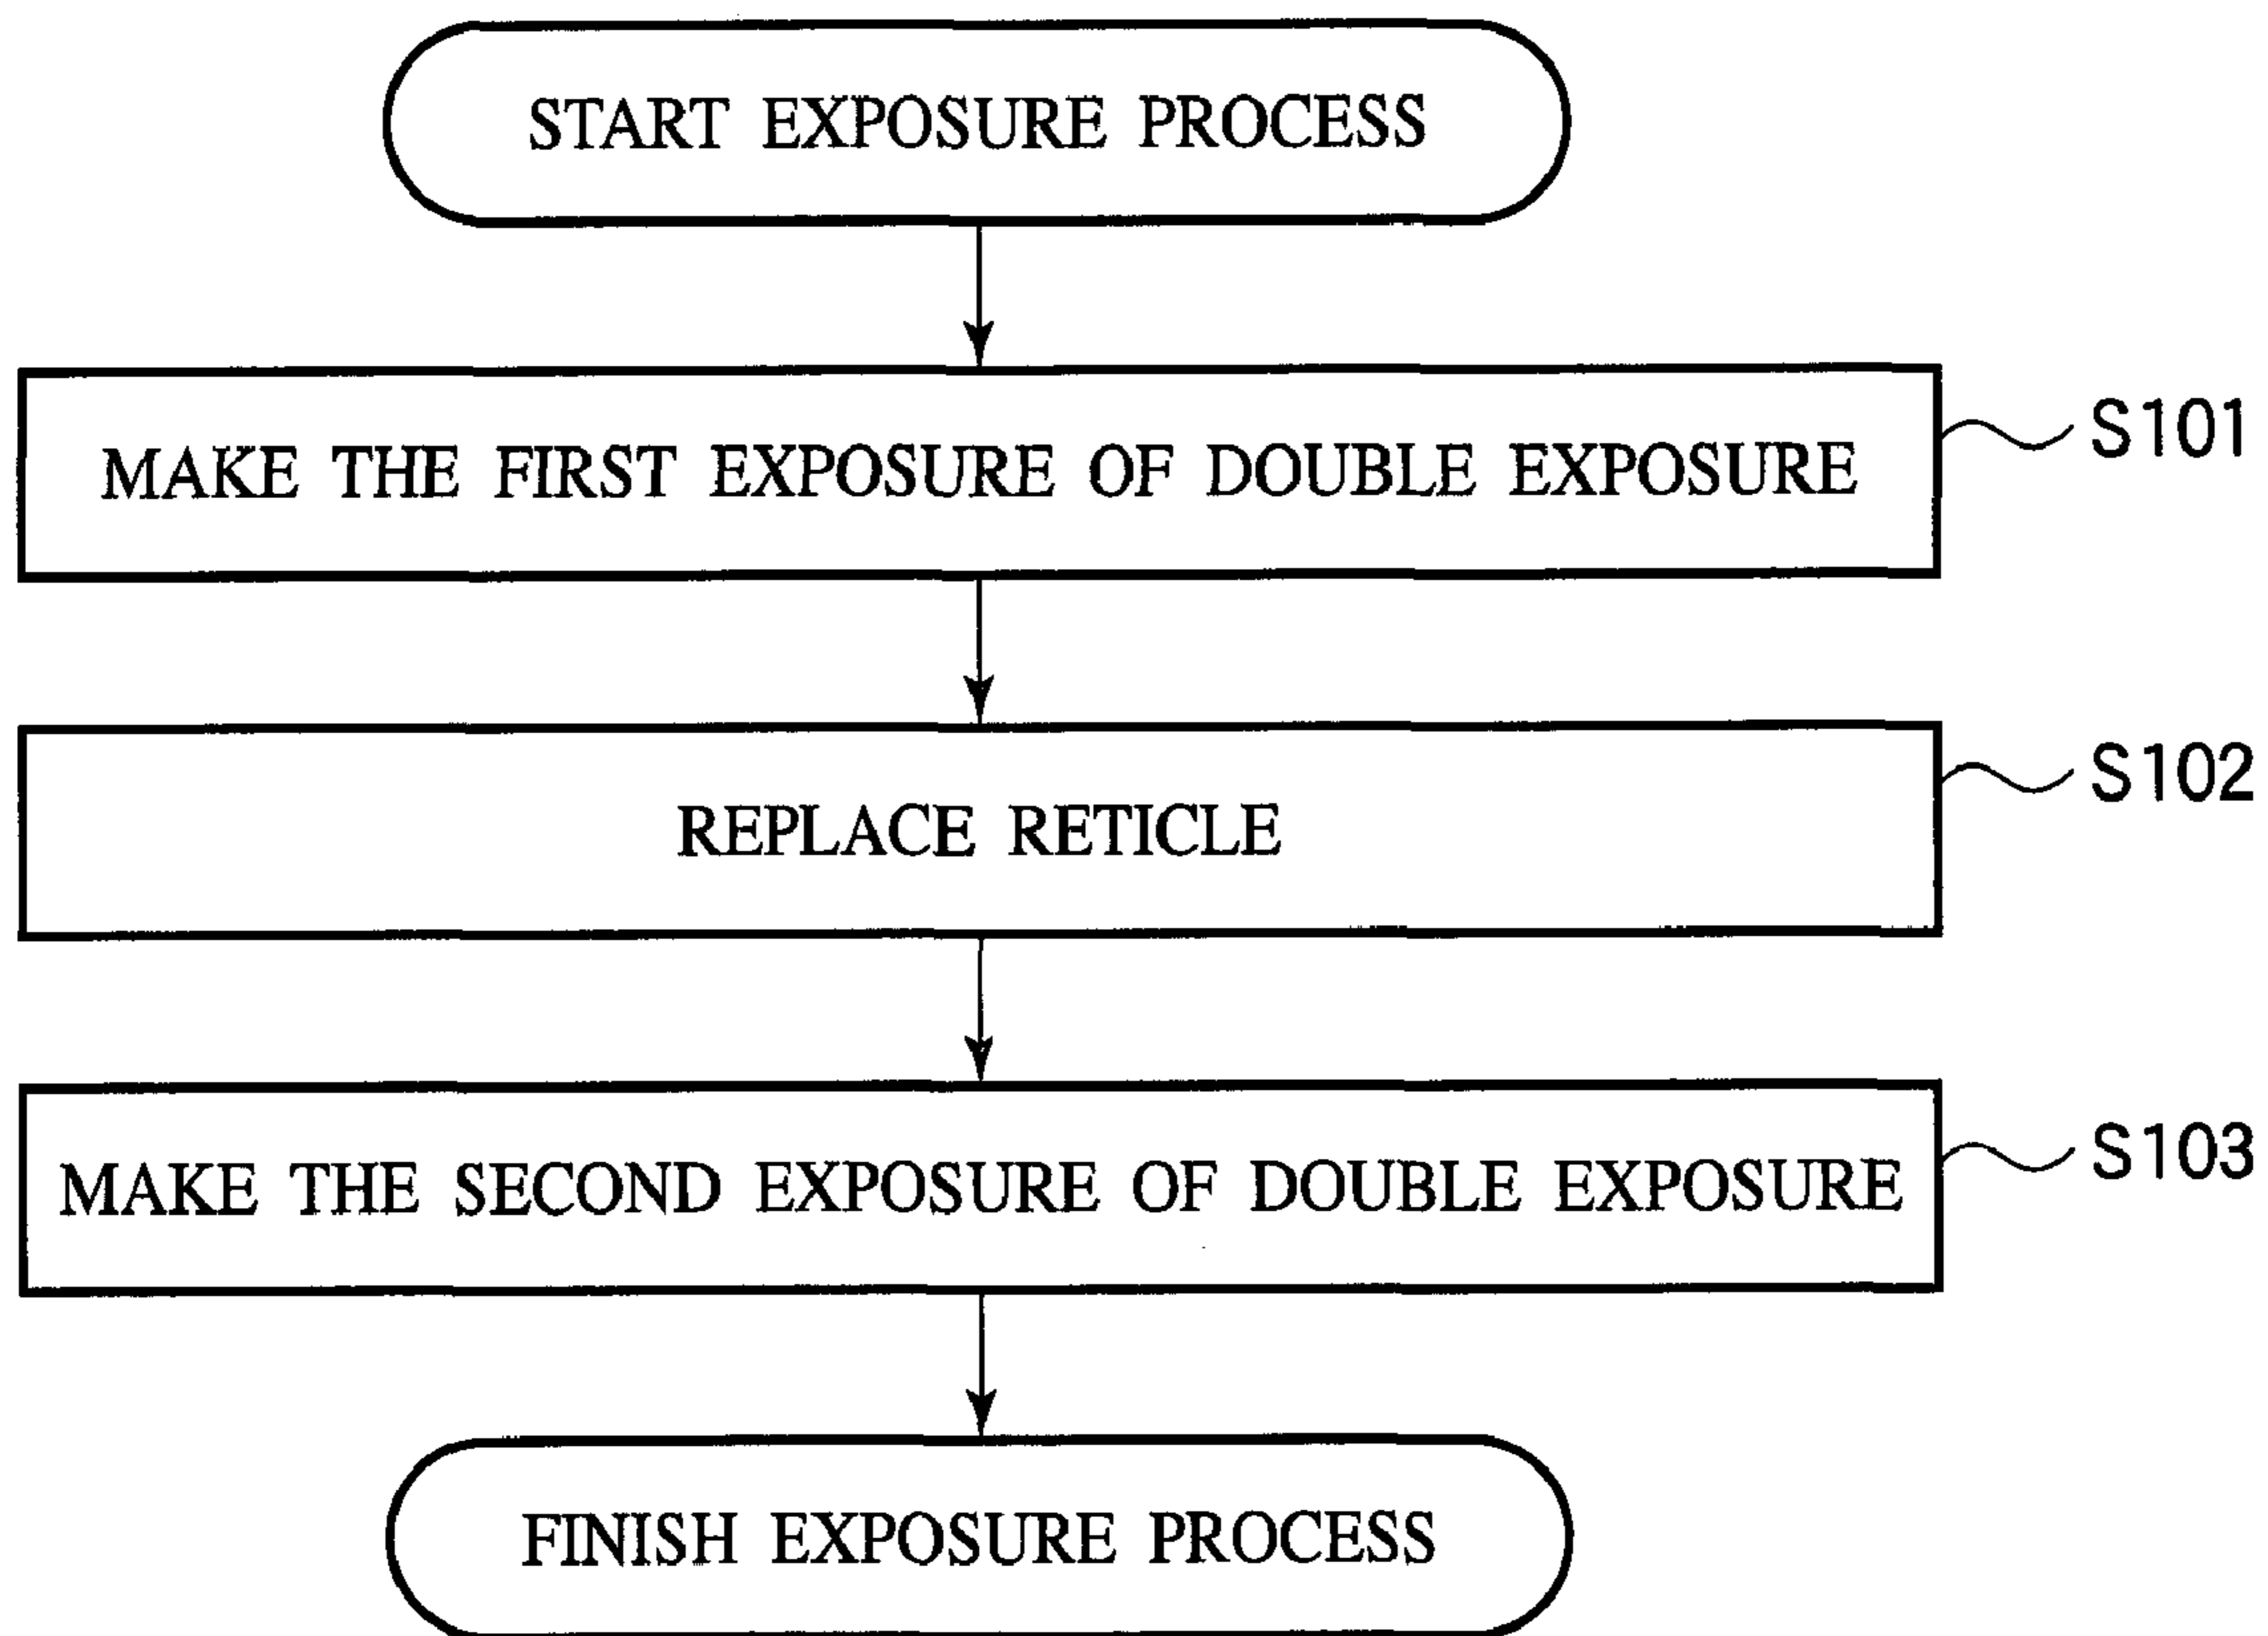 START EXPOSURE PROCESS
MAKE THE FIRST EXPOSURE OF DOUBLE EXPOSURE
S101
REPLACE RETICLE
S102
MAKE THE SECOND EXPOSURE OF DOUBLE EXPOSURE
S103
FINISH EXPOSURE PROCESS